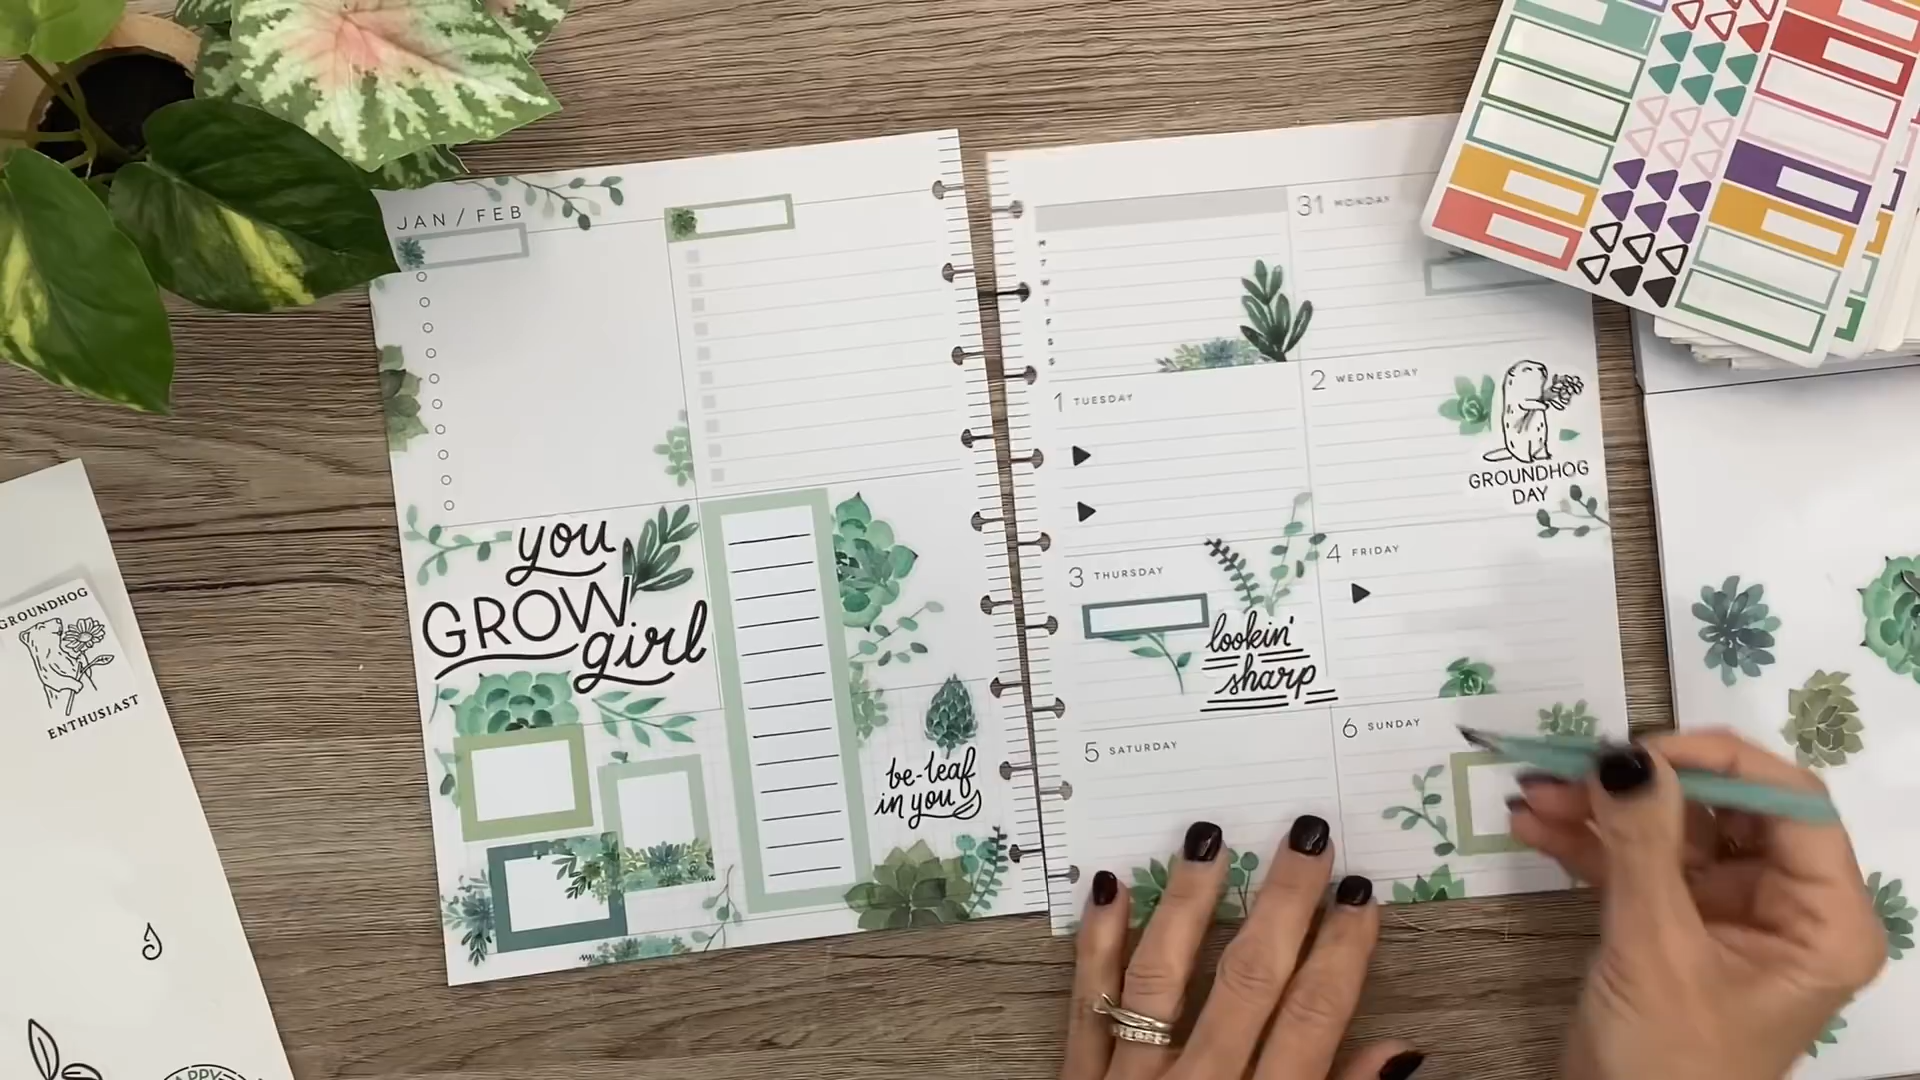 JAN / FEB
you
GROW
girl
be-leaf
in you
M
T
W
T
F
S
S
31 MONDAY
1 TUESDAY
2 WEDNESDAY
GROUNDHOG
DAY
3 THURSDAY
lookin'
sharp
4 FRIDAY
5 SATURDAY
6 SUNDAY
GROUNDHOG
ENTHUSIAST